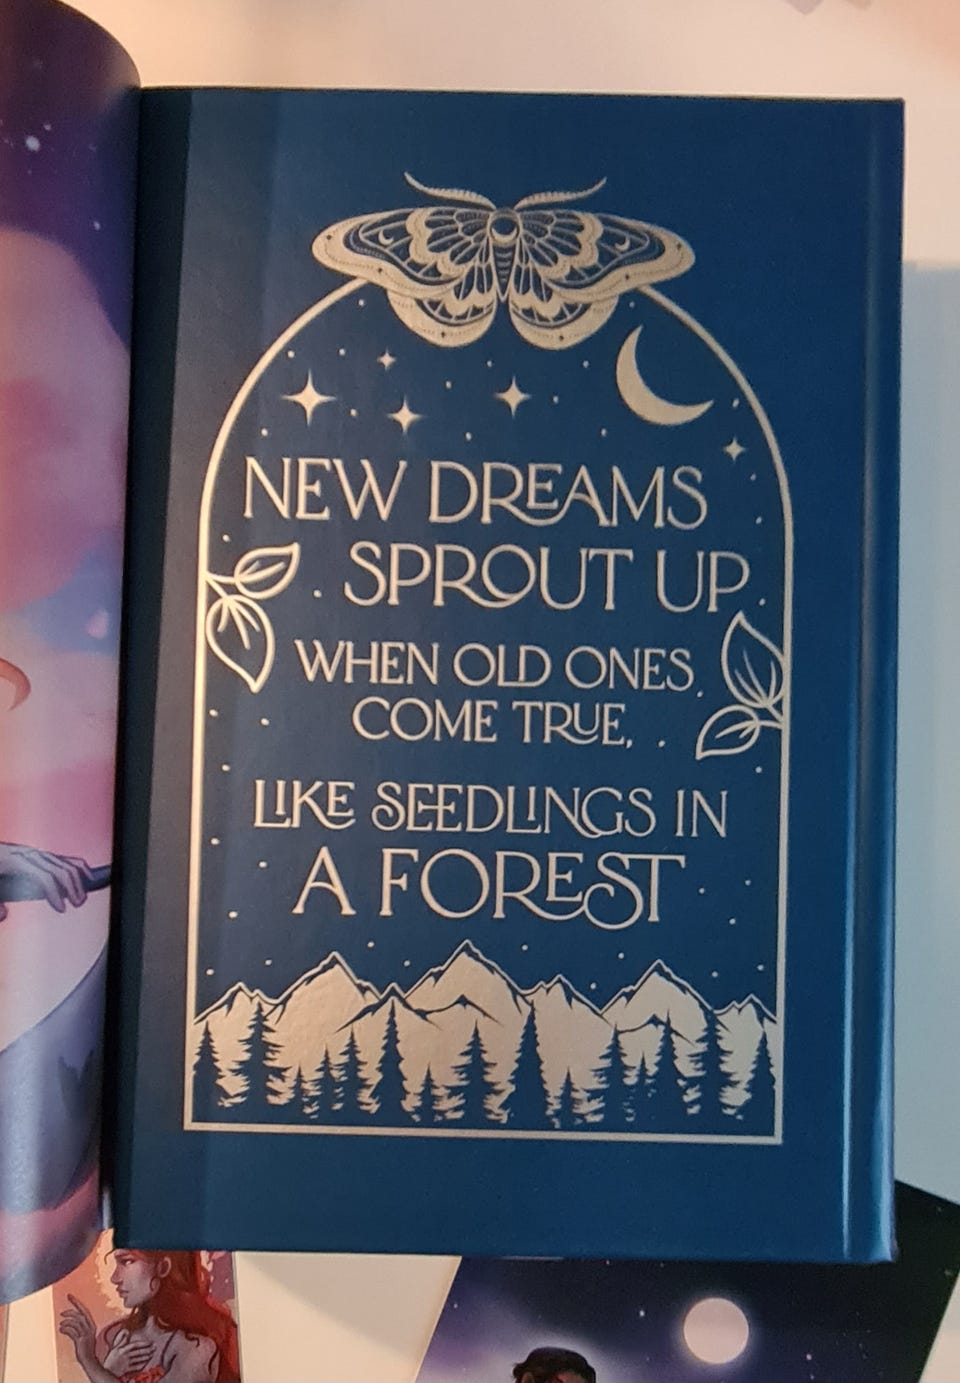 NEW DREAMS
SPROUT UP
WHEN OLD ONES
COME TRUE,
LIKE SEEDLINGS IN
A FOREST